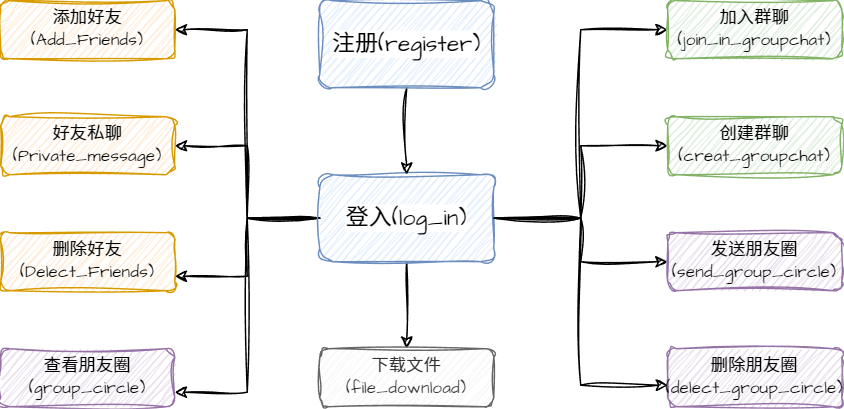 添加好友
(Add_Friends)
注册(register)
加入群聊
(join_in_groupchat)
好友私聊
(Private_message)
创建群聊
(creat_groupchat)
登入(log_in)
删除好友
(Delect_Friends)
发送朋友圈
(send_group_circle)
查看朋友圈
(group_circle)
下载文件
(file_download)
删除朋友圈
(delect_group_circle)